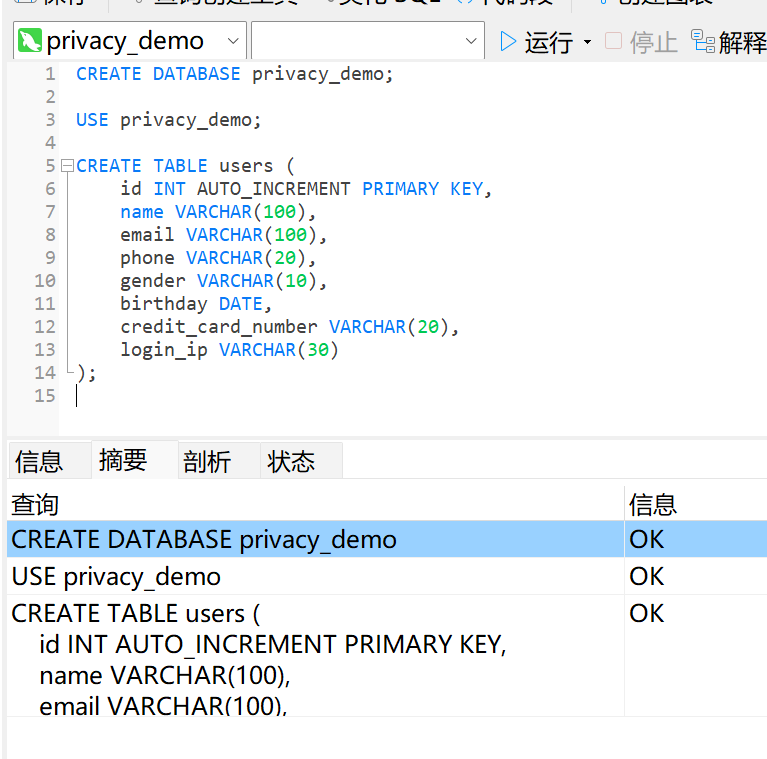 privacy_demo 运行 停止 解释
1 CREATE DATABASE privacy_demo;
2
3 USE privacy_demo;
4
5 CREATE TABLE users (
6 id INT AUTO_INCREMENT PRIMARY KEY,
7 name VARCHAR(100),
8 email VARCHAR(100),
9 phone VARCHAR(20),
10 gender VARCHAR(10),
11 birthday DATE,
12 credit_card_number VARCHAR(20),
13 login_ip VARCHAR(30)
14 );
15
信息 摘要 剖析 状态
查询 信息
CREATE DATABASE privacy_demo OK
USE privacy_demo OK
CREATE TABLE users ( OK
id INT AUTO_INCREMENT PRIMARY KEY,
name VARCHAR(100),
email VARCHAR(100),